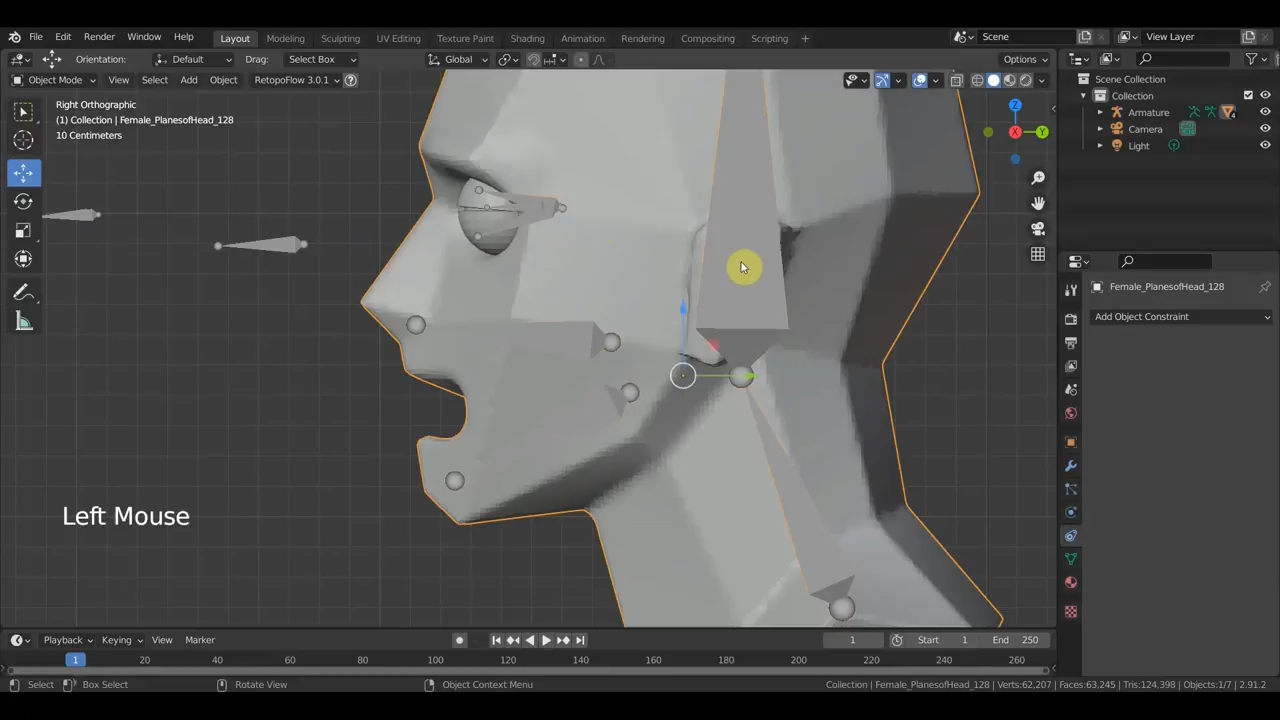 File Edit Render Window Help Layout Modeling Sculpting UV Editing Texture Paint Shading Animation Rendering Compositing Scripting + Scene View Layer
Orientation: Default Drag: Select Box Global Options
Object Mode View Select Add Object RetopoFlow 3.0.1
Right Orthographic
(1) Collection | Female_PlanesofHead_128
10 Centimeters
Z
X
Y
Left Mouse
Scene Collection
Collection
Armature
4
Camera
Light
Female_PlanesofHead_128
Add Object Constraint
Playback Keying View Marker 1 Start 1 End 250
1 20 40 60 80 100 120 140 160 180 200 220 240 260
Select Box Select Rotate View Object Context Menu Collection | Female_PlanesofHead_128 | Verts:62,207 | Faces:63,245 | Tris:124,398 | Objects:1/7 | 2.91.2